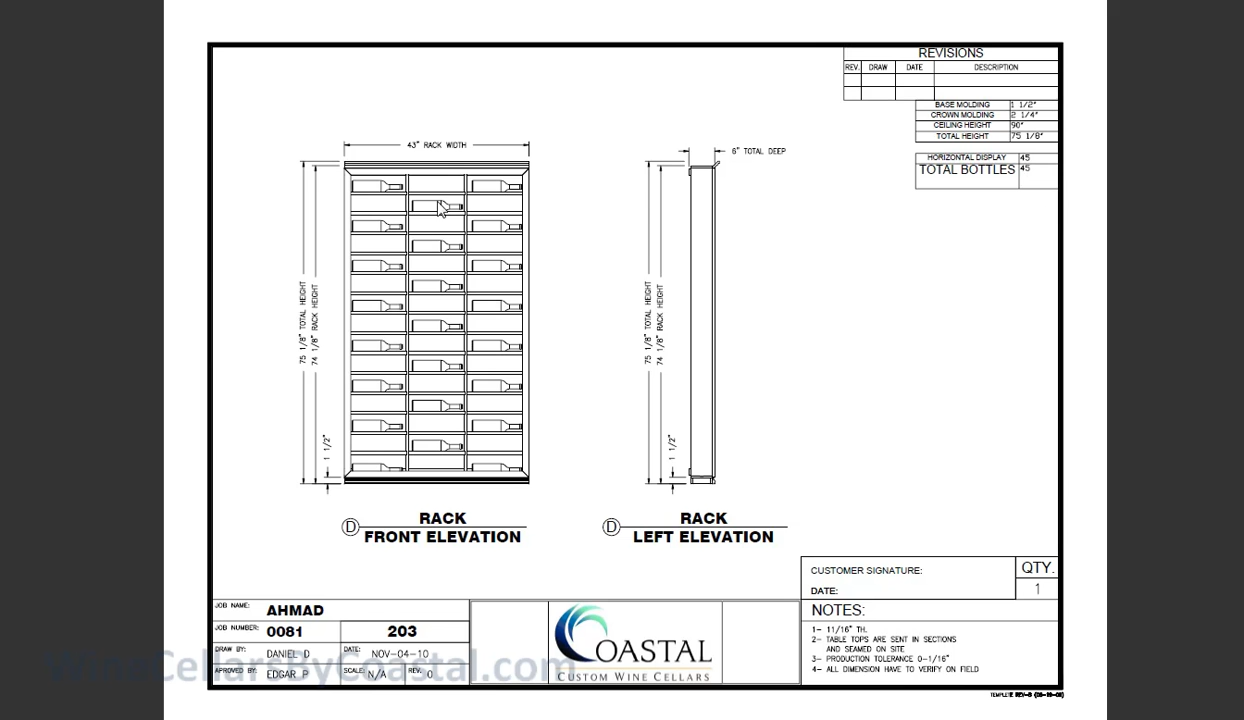 REVISIONS
REV. DRAW DATE DESCRIPTION
BASE MOLDING 1 1/2"
CROWN MOLDING 2 1/4"
CEILING HEIGHT 90"
TOTAL HEIGHT 75 1/8"
HORIZONTAL DISPLAY 45
TOTAL BOTTLES 45
43" RACK WIDTH
6" TOTAL DEEP
75 1/8" TOTAL HEIGHT
74 1/8" RACK HEIGHT
1 1/2"
75 1/8" TOTAL HEIGHT
74 1/8" RACK HEIGHT
1 1/2"
D RACK
FRONT ELEVATION
D RACK
LEFT ELEVATION
CUSTOMER SIGNATURE:
DATE:
QTY.
1
JOB NAME: AHMAD
JOB NUMBER: 0081 203
DRAW BY: DANIEL D DATE: NOV-04-10
APROVED BY: EDGAR P SCALE: N/A REV. 0
WineCellarsByCoastal.com
COASTAL
CUSTOM WINE CELLARS
NOTES:
1- 11/16" TH.
2- TABLE TOPS ARE SENT IN SECTIONS
AND SEAMED ON SITE
3- PRODUCTION TOLERANCE 0-1/16"
4- ALL DIMENSION HAVE TO VERIFY ON FIELD